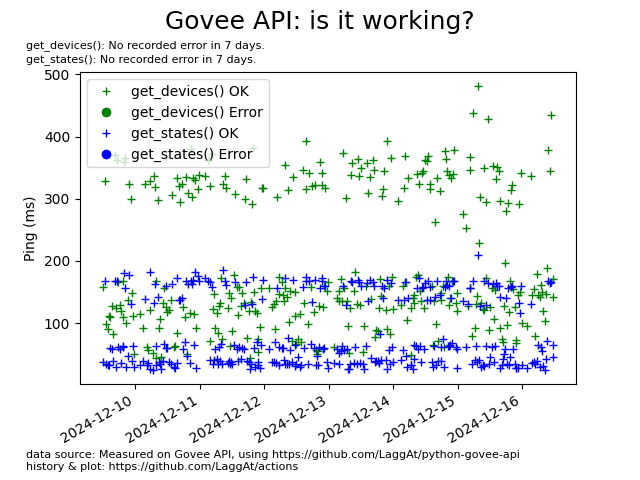 Govee API: is it working?
get_devices(): No recorded error in 7 days.
get_states(): No recorded error in 7 days.
get_devices() OK
get_devices() Error
get_states() OK
get_states() Error
500
400
300
200
100
Ping (ms)
2024-12-10
2024-12-11
2024-12-12
2024-12-13
2024-12-14
2024-12-15
2024-12-16
data source: Measured on Govee API, using https://github.com/LaggAt/python-govee-api
history & plot: https://github.com/LaggAt/actions